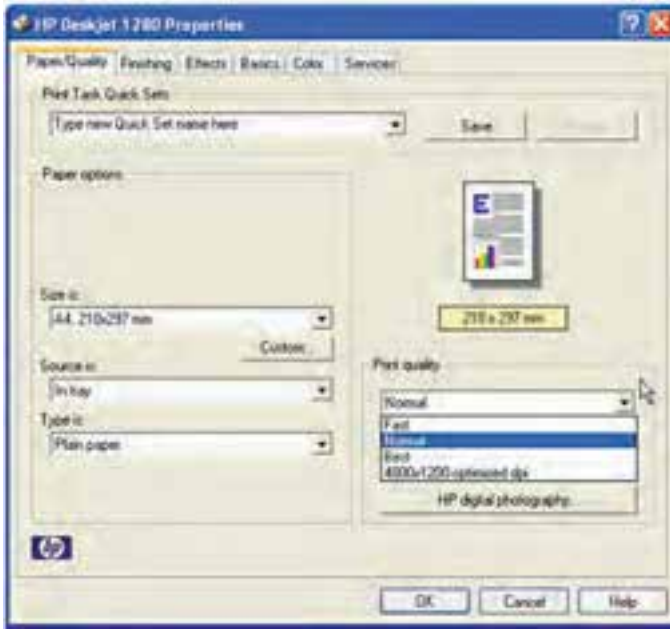 HP Deskjet 1280 Properties
Paper/Quality Finishing Effects Basics Color Services
Print Task Quick Sets
Type new Quick Set name here
Save
Paper options
E
Size is:
A4, 210x297 mm
210 x 297 mm
Custom...
Source is:
In tray
Type is:
Plain paper
Print quality
Normal
Fast
Normal
Best
4800x1200 optimized dpi
HP digital photography...
hp
OK Cancel Help